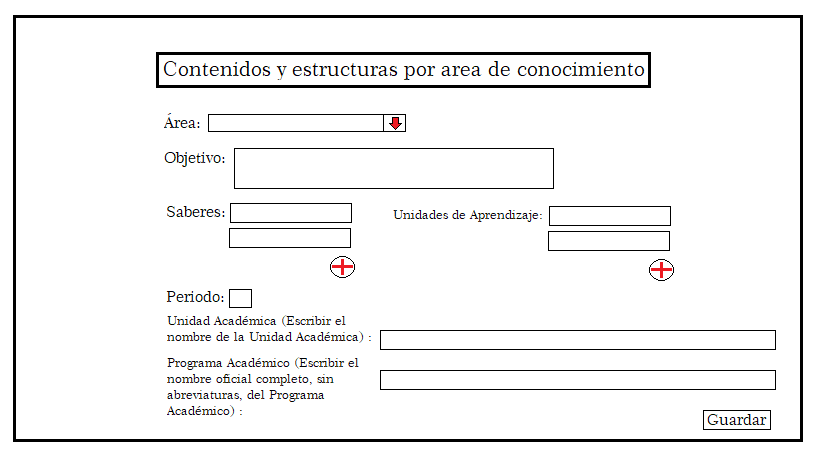 Contenidos y estructuras por area de conocimiento
Área:
Objetivo:
Saberes:
Unidades de Aprendizaje:
Periodo:
Unidad Académica (Escribir el
nombre de la Unidad Académica) :
Programa Académico (Escribir el
nombre oficial completo, sin
abreviaturas, del Programa
Académico) :
Guardar